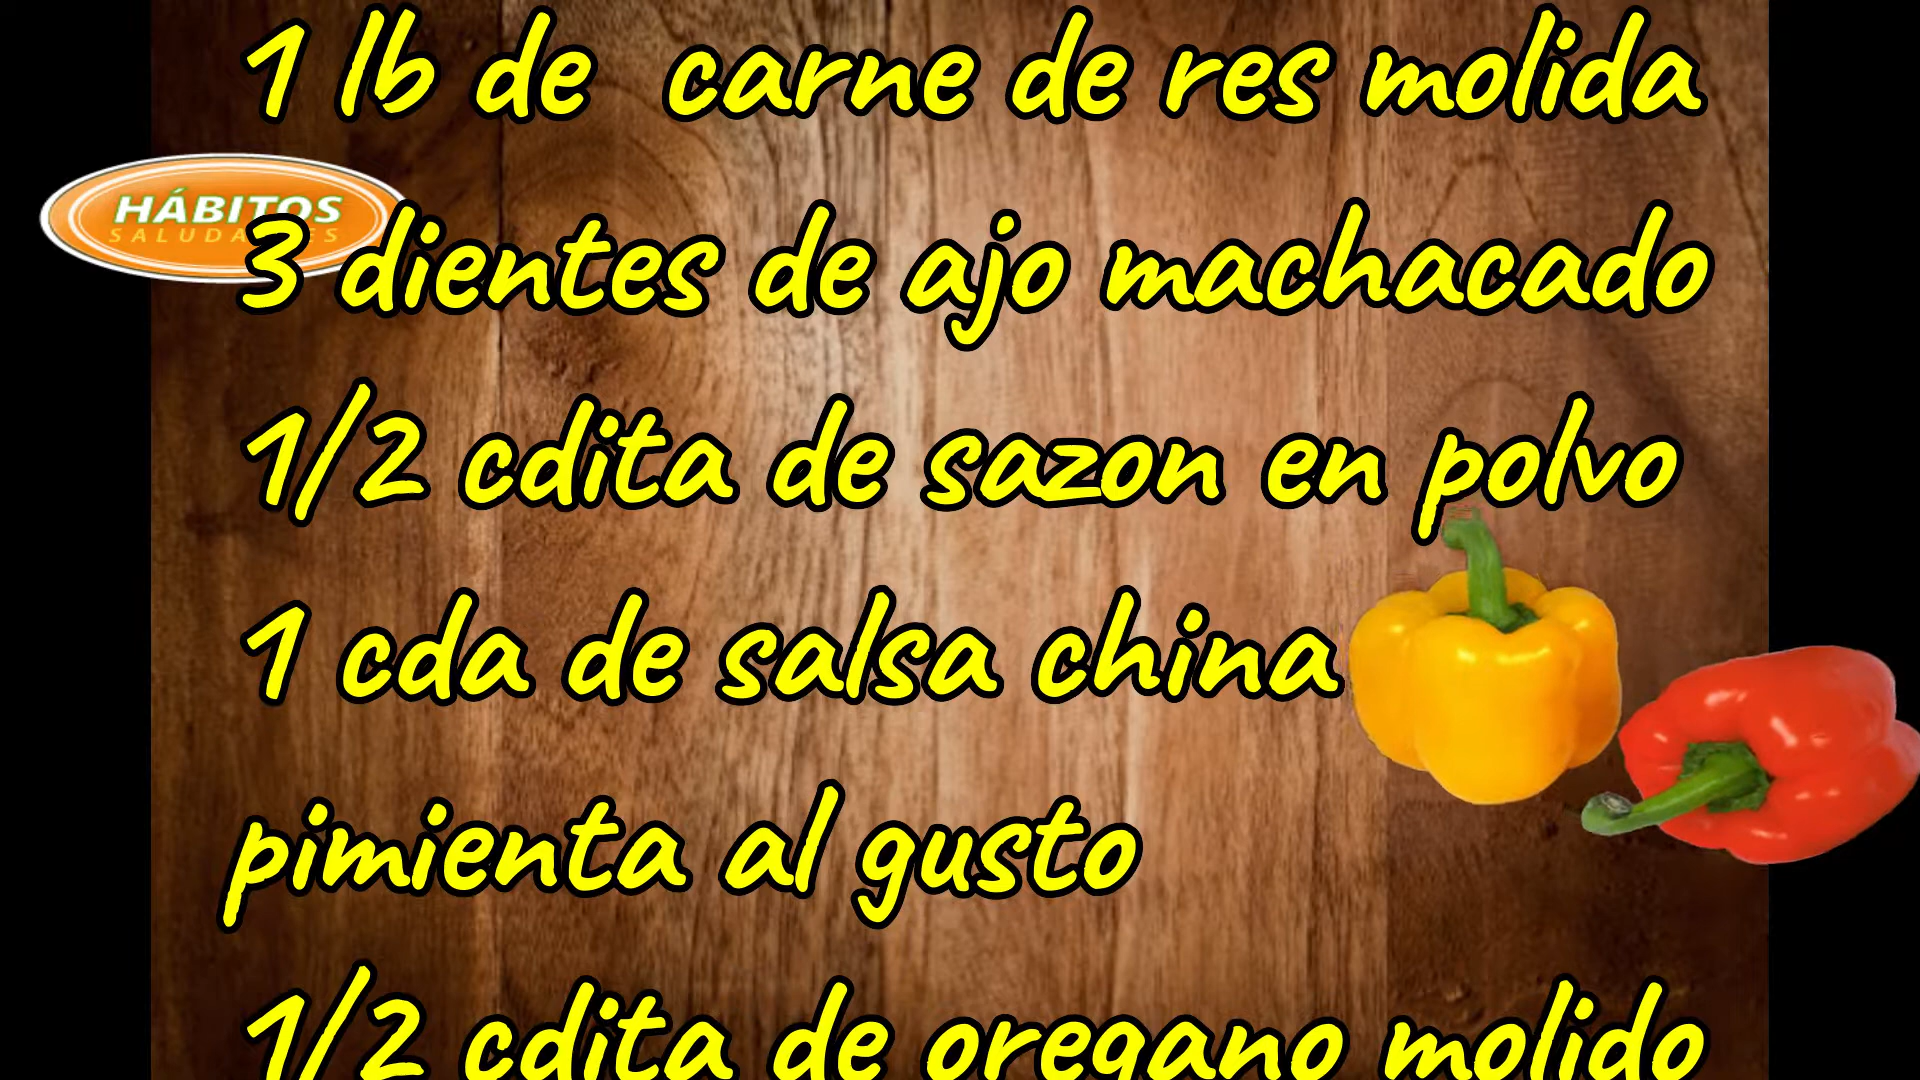 1 lb de carne de res molida
HÁBITOS
3 dientes de ajo machacado
1/2 cdita de sazon en polvo
1 cda de salsa china
pimienta al gusto
1/2 cdita de oregano molido